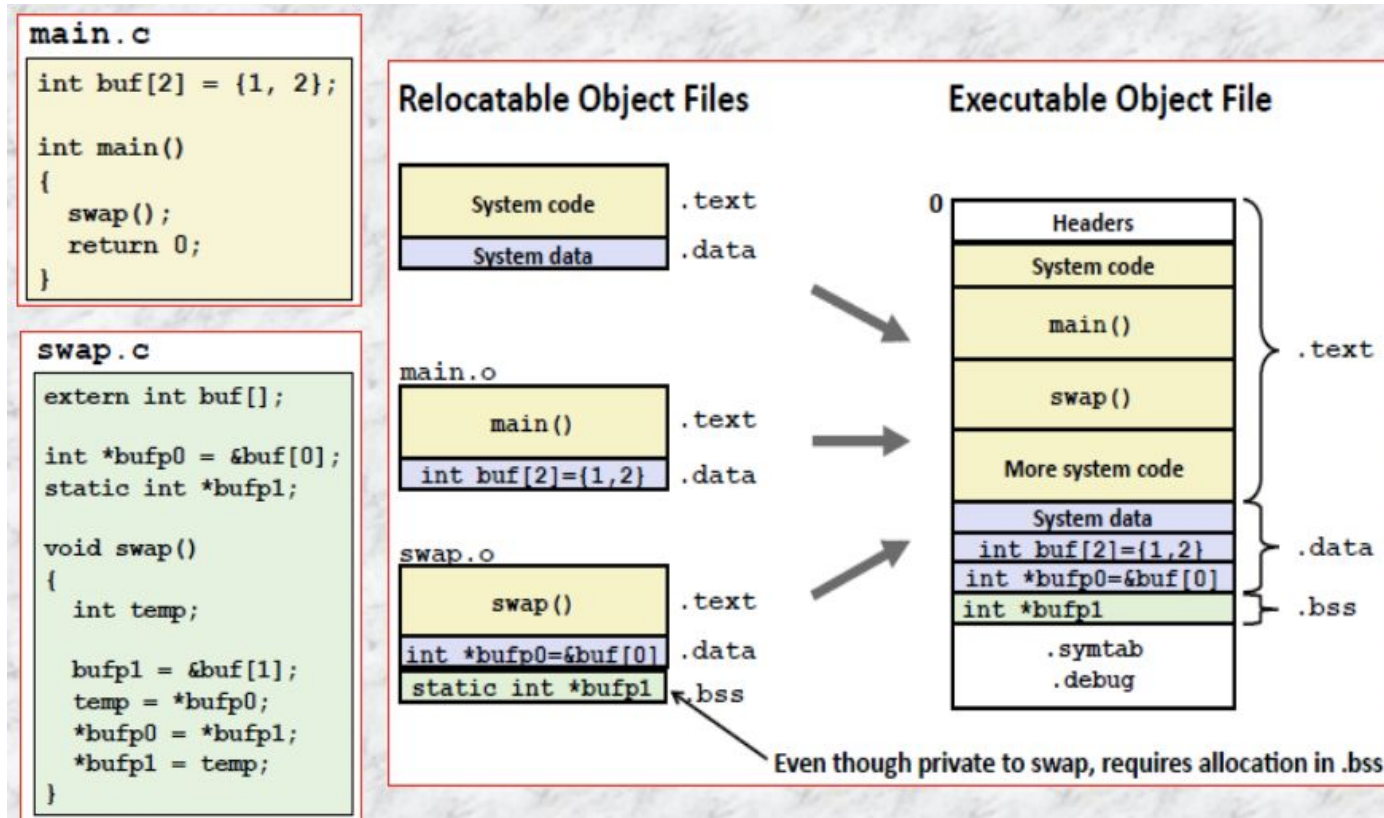 main.c
int buf[2] = {1, 2};
int main()
{
swap();
return 0;
}
swap.c
extern int buf[];
int *bufp0 = &buf[0];
static int *bufp1;
void swap()
{
int temp;
bufp1 = &buf[1];
temp = *bufp0;
*bufp0 = *bufp1;
*bufp1 = temp;
}
Relocatable Object Files
System code
.text
System data
.data
main.o
main()
.text
int buf[2]={1,2}
.data
swap.o
swap()
.text
int *bufp0=&buf[0]
.data
static int *bufp1
.bss
Even though private to swap, requires allocation in .bss
Executable Object File
0
Headers
System code
main()
swap()
More system code
.text
System data
int buf[2]={1,2}
int *bufp0=&buf[0]
.data
int *bufp1
.bss
.symtab
.debug